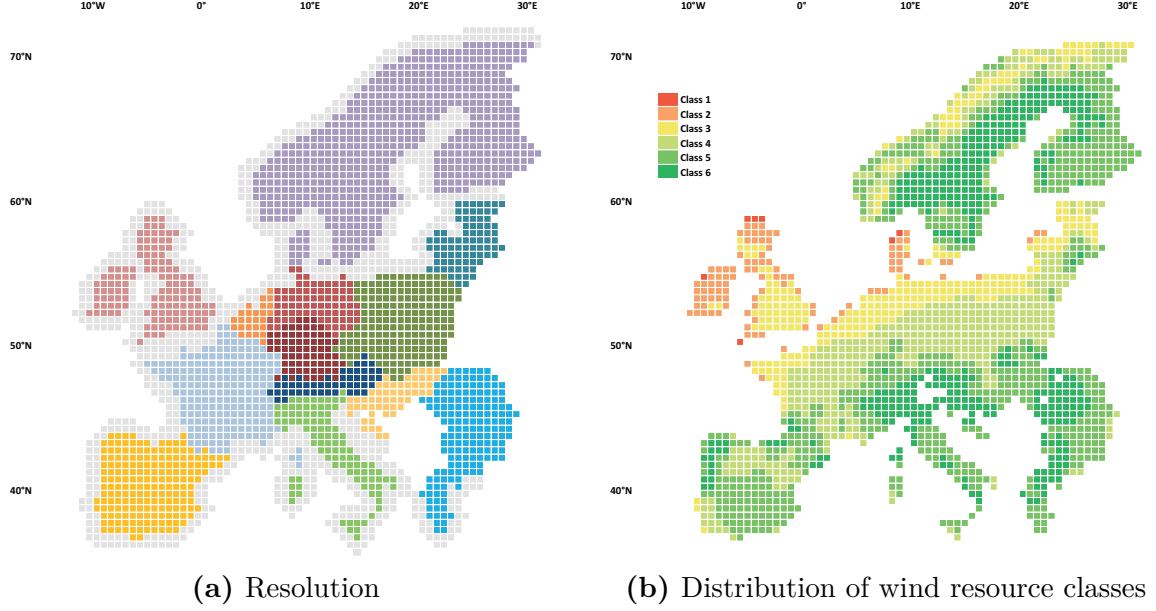 10°W 0° 10°E 20°E 30°E
70°N
60°N
50°N
40°N
(a) Resolution
10°W 0° 10°E 20°E 30°E
70°N
Class 1
Class 2
Class 3
Class 4
Class 5
Class 6
60°N
50°N
40°N
(b) Distribution of wind resource classes